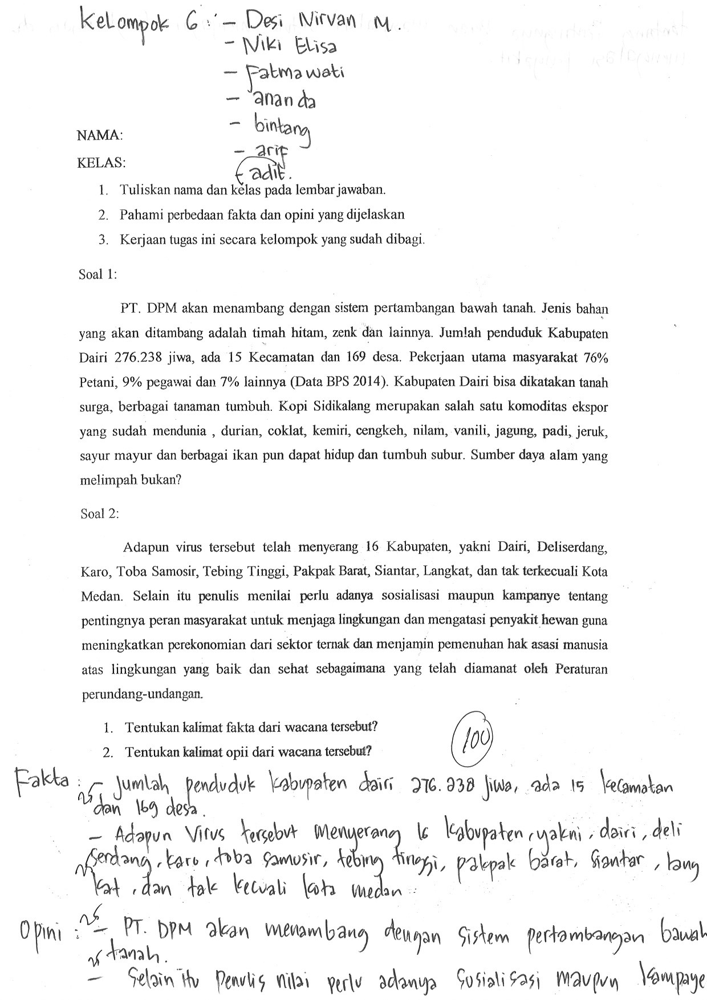 Kelompok 6 : - Desi Nirvan M.
- Niki Elisa
- Fatmawati
- ananda
- bintang
NAMA:
- arif
KELAS:
- adit.
1. Tuliskan nama dan kelas pada lembar jawaban.
2. Pahami perbedaan fakta dan opini yang dijelaskan
3. Kerjaan tugas ini secara kelompok yang sudah dibagi.
Soal 1:
PT. DPM akan menambang dengan sistem pertambangan bawah tanah. Jenis bahan
yang akan ditambang adalah timah hitam, zenk dan lainnya. Jumlah penduduk Kabupaten
Dairi 276.238 jiwa, ada 15 Kecamatan dan 169 desa. Pekerjaan utama masyarakat 76%
Petani, 9% pegawai dan 7% lainnya (Data BPS 2014). Kabupaten Dairi bisa dikatakan tanah
surga, berbagai tanaman tumbuh. Kopi Sidikalang merupakan salah satu komoditas ekspor
yang sudah mendunia , durian, coklat, kemiri, cengkeh, nilam, vanili, jagung, padi, jeruk,
sayur mayur dan berbagai ikan pun dapat hidup dan tumbuh subur. Sumber daya alam yang
melimpah bukan?
Soal 2:
Adapun virus tersebut telah menyerang 16 Kabupaten, yakni Dairi, Deliserdang,
Karo, Toba Samosir, Tebing Tinggi, Pakpak Barat, Siantar, Langkat, dan tak terkecuali Kota
Medan. Selain itu penulis menilai perlu adanya sosialisasi maupun kampanye tentang
pentingnya peran masyarakat untuk menjaga lingkungan dan mengatasi penyakit hewan guna
meningkatkan perekonomian dari sektor ternak dan menjamin pemenuhan hak asasi manusia
atas lingkungan yang baik dan sehat sebagaimana yang telah diamanat oleh Peraturan
perundang-undangan.
1. Tentukan kalimat fakta dari wacana tersebut?
2. Tentukan kalimat opii dari wacana tersebut?
100
Fakta : - Jumlah penduduk kabupaten dairi 276.238 jiwa, ada 15 kecamatan
25 dan 169 desa.
- Adapun Virus tersebut menyerang 16 kabupaten, yakni, dairi, deli
serdang, karo, toba samusir, tebing tinggi, pakpak barat, siantar, lang
25 kat, dan tak kecuali kota medan
25
Opini : - PT. DPM akan menambang dengan sistem pertambangan bawah
25 tanah.
- Selain itu Penulis nilai perlu adanya susialisasi maupun kampaye